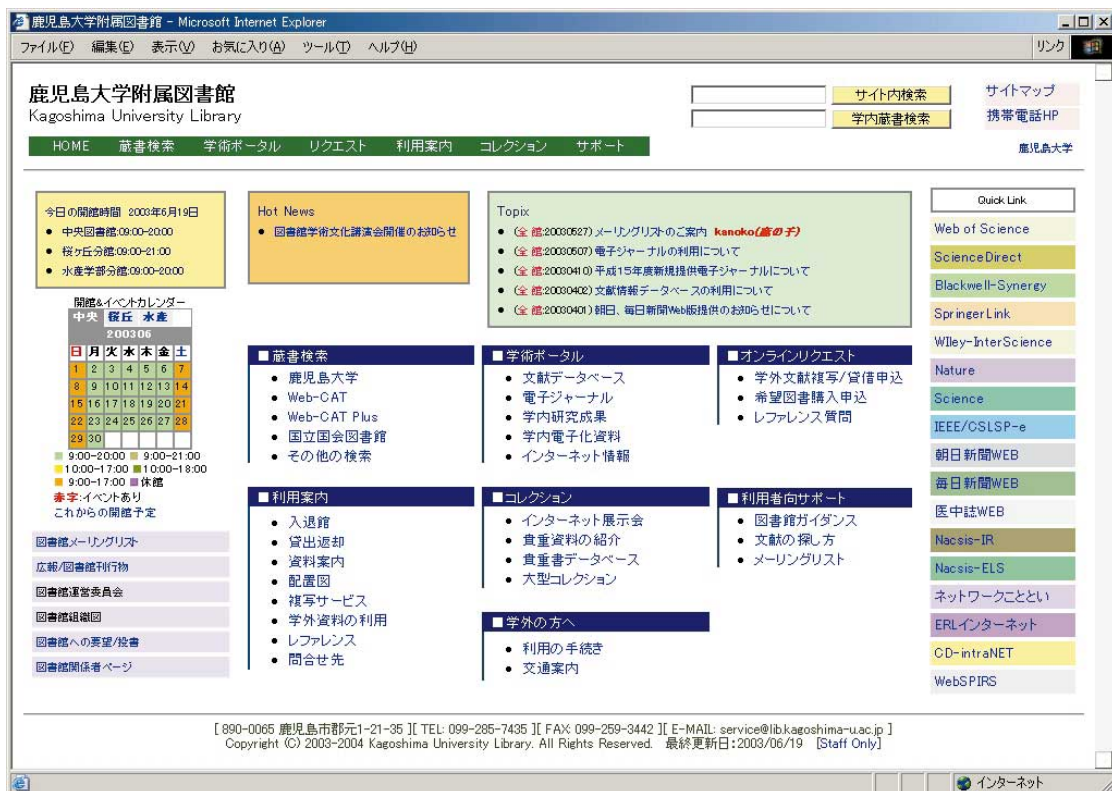 鹿児島大学附属図書館 - Microsoft Internet Explorer
ファイル(F) 編集(E) 表示(V) お気に入り(A) ツール(T) ヘルプ(H) リンク
鹿児島大学附属図書館
Kagoshima University Library
サイト内検索
学内蔵書検索
サイトマップ
携帯電話HP
HOME 蔵書検索 学術ポータル リクエスト 利用案内 コレクション サポート
鹿児島大学
今日の開館時間 2003年6月19日
• 中央図書館:09:00-20:00
• 桜ヶ丘分館:09:00-21:00
• 水産学部分館:09:00-20:00
Hot News
• 図書館学術文化講演会開催のお知らせ
Topix
• (全 館:20030527)メーリングリストのご案内 kanoko(鹿の子)
• (全 館:20030507)電子ジャーナルの利用について
• (全 館:20030410)平成15年度新規提供電子ジャーナルについて
• (全 館:20030402)文献情報データベースの利用について
• (全 館:20030401)朝日、毎日新聞Web版提供のお知らせについて
開館&イベントカレンダー
中央 桜丘 水産
200306
日 月 火 水 木 金 土
1 2 3 4 5 6 7
8 9 10 11 12 13 14
15 16 17 18 19 20 21
22 23 24 25 26 27 28
29 30
9:00-20:00 9:00-21:00
10:00-17:00 10:00-18:00
9:00-17:00 休館
赤字:イベントあり
これからの開館予定
図書館メーリングリスト
広報/図書館刊行物
図書館運営委員会
図書館組織図
図書館への要望/投書
図書館関係者ページ
■蔵書検索
• 鹿児島大学
• Web-CAT
• Web-CAT Plus
• 国立国会図書館
• その他の検索
■学術ポータル
• 文献データベース
• 電子ジャーナル
• 学内研究成果
• 学内電子化資料
• インターネット情報
■オンラインリクエスト
• 学外文献複写/貸借申込
• 希望図書購入申込
• レファレンス質問
■利用案内
• 入退館
• 貸出返却
• 資料案内
• 配置図
• 複写サービス
• 学外資料の利用
• レファレンス
• 問合せ先
■コレクション
• インターネット展示会
• 貴重資料の紹介
• 貴重書データベース
• 大型コレクション
■利用者向サポート
• 図書館ガイダンス
• 文献の探し方
• メーリングリスト
■学外の方へ
• 利用の手続き
• 交通案内
Quick Link
Web of Science
ScienceDirect
Blackwell-Synergy
SpringerLink
WIley-InterScience
Nature
Science
IEEE/CSLSP-e
朝日新聞WEB
毎日新聞WEB
医中誌WEB
Nacsis-IR
Nacsis-ELS
ネットワークこととい
ERLインターネット
CD-intraNET
WebSPIRS
[ 890-0065 鹿児島市郡元1-21-35 ][ TEL: 099-285-7435 ][ FAX: 099-259-3442 ][ E-MAIL: service@lib.kagoshima-u.ac.jp ]
Copyright (C) 2003-2004 Kagoshima University Library. All Rights Reserved. 最終更新日:2003/06/19 [Staff Only]
インターネット